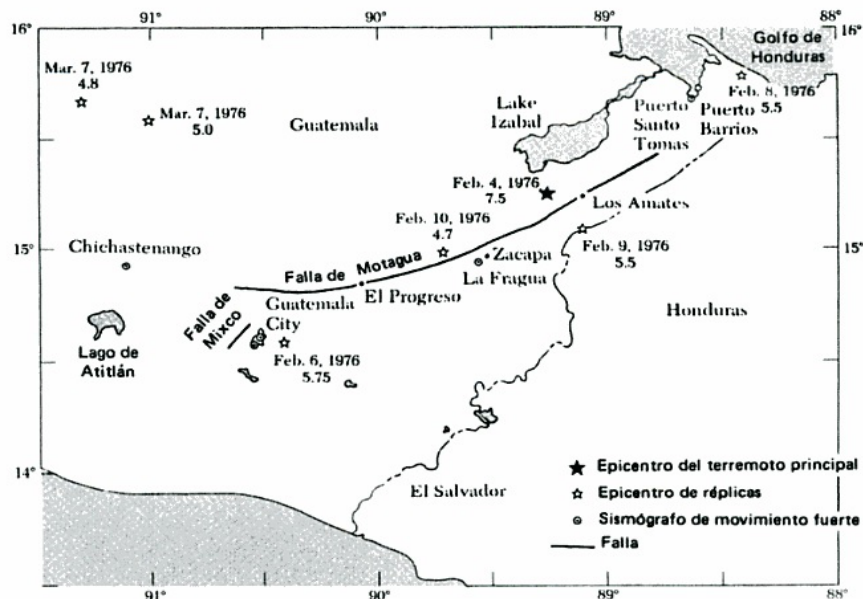 91°
90°
89°
88°
16°
16°
Golfo de
Honduras
Mar. 7, 1976
4.8
Mar. 7, 1976
5.0
Guatemala
Lake
Izabal
Puerto
Santo
Tomas
Puerto
Barrios
Feb. 8, 1976
5.5
Feb. 4, 1976
7.5
Los Amates
Feb. 10, 1976
4.7
Feb. 9, 1976
5.5
15°
15°
Chichastenango
Falla de Motagua
Zacapa
La Fragua
El Progreso
Honduras
Falla de
Mixco
Guatemala
City
Lago de
Atitlán
Feb. 6, 1976
5.75
14°
14°
El Salvador
Epicentro del terremoto principal
Epicentro de réplicas
Sismógrafo de movimiento fuerte
Falla
91°
90°
89°
88°